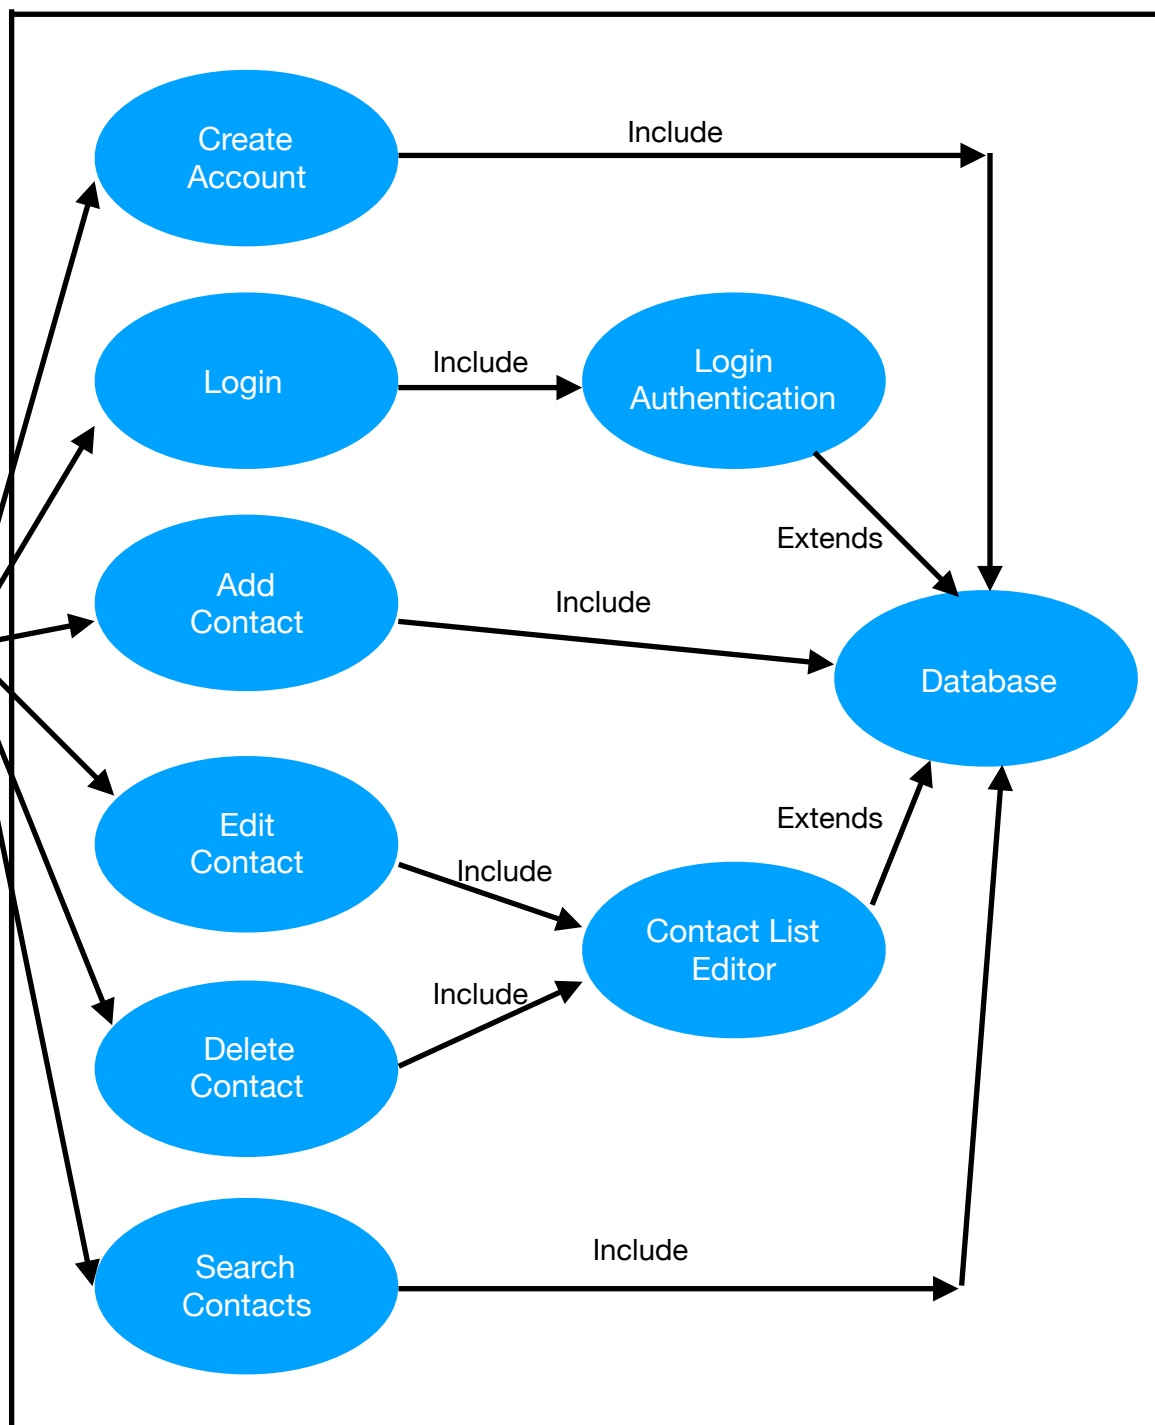 Create
Account
Include
Login
Include
Login
Authentication
Extends
Add
Contact
Include
Database
Edit
Contact
Include
Extends
Contact List
Editor
Include
Delete
Contact
Search
Contacts
Include